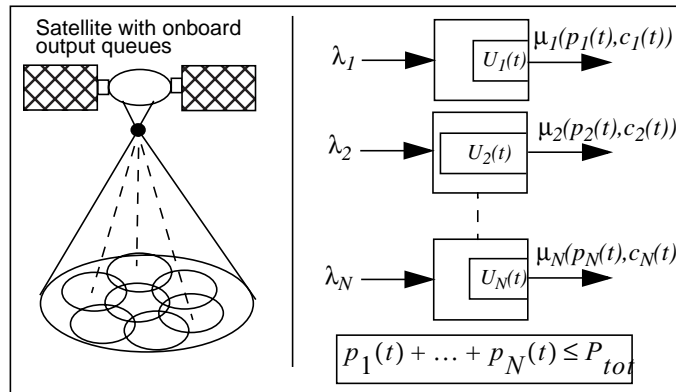 Satellite with onboard
output queues
λ1 U1(t) μ1(p1(t),c1(t))
λ2 U2(t) μ2(p2(t),c2(t))
λN UN(t) μN(pN(t),cN(t)
p1(t) + ... + pN(t) ≤ Ptot